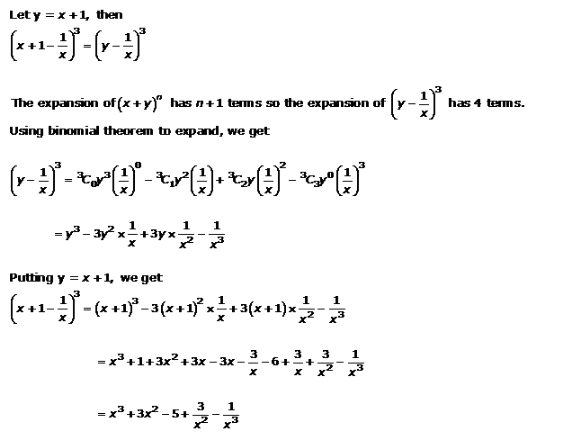 Let y = x + 1, then
(x + 1 − 1/x)³ = (y − 1/x)³
The expansion of (x + y)ⁿ has n + 1 terms so the expansion of (y − 1/x)³ has 4 terms.
Using binomial theorem to expand, we get
(y − 1/x)³ = ³C₀y³(1/x)⁰ − ³C₁y²(1/x) + ³C₂y(1/x)² − ³C₃y⁰(1/x)³
= y³ − 3y² × 1/x + 3y × 1/x² − 1/x³
Putting y = x + 1, we get
(x + 1 − 1/x)³ = (x + 1)³ − 3(x + 1)² × 1/x + 3(x + 1) × 1/x² − 1/x³
= x³ + 1 + 3x² + 3x − 3x − 3/x − 6 + 3/x + 3/x² − 1/x³
= x³ + 3x² − 5 + 3/x² − 1/x³